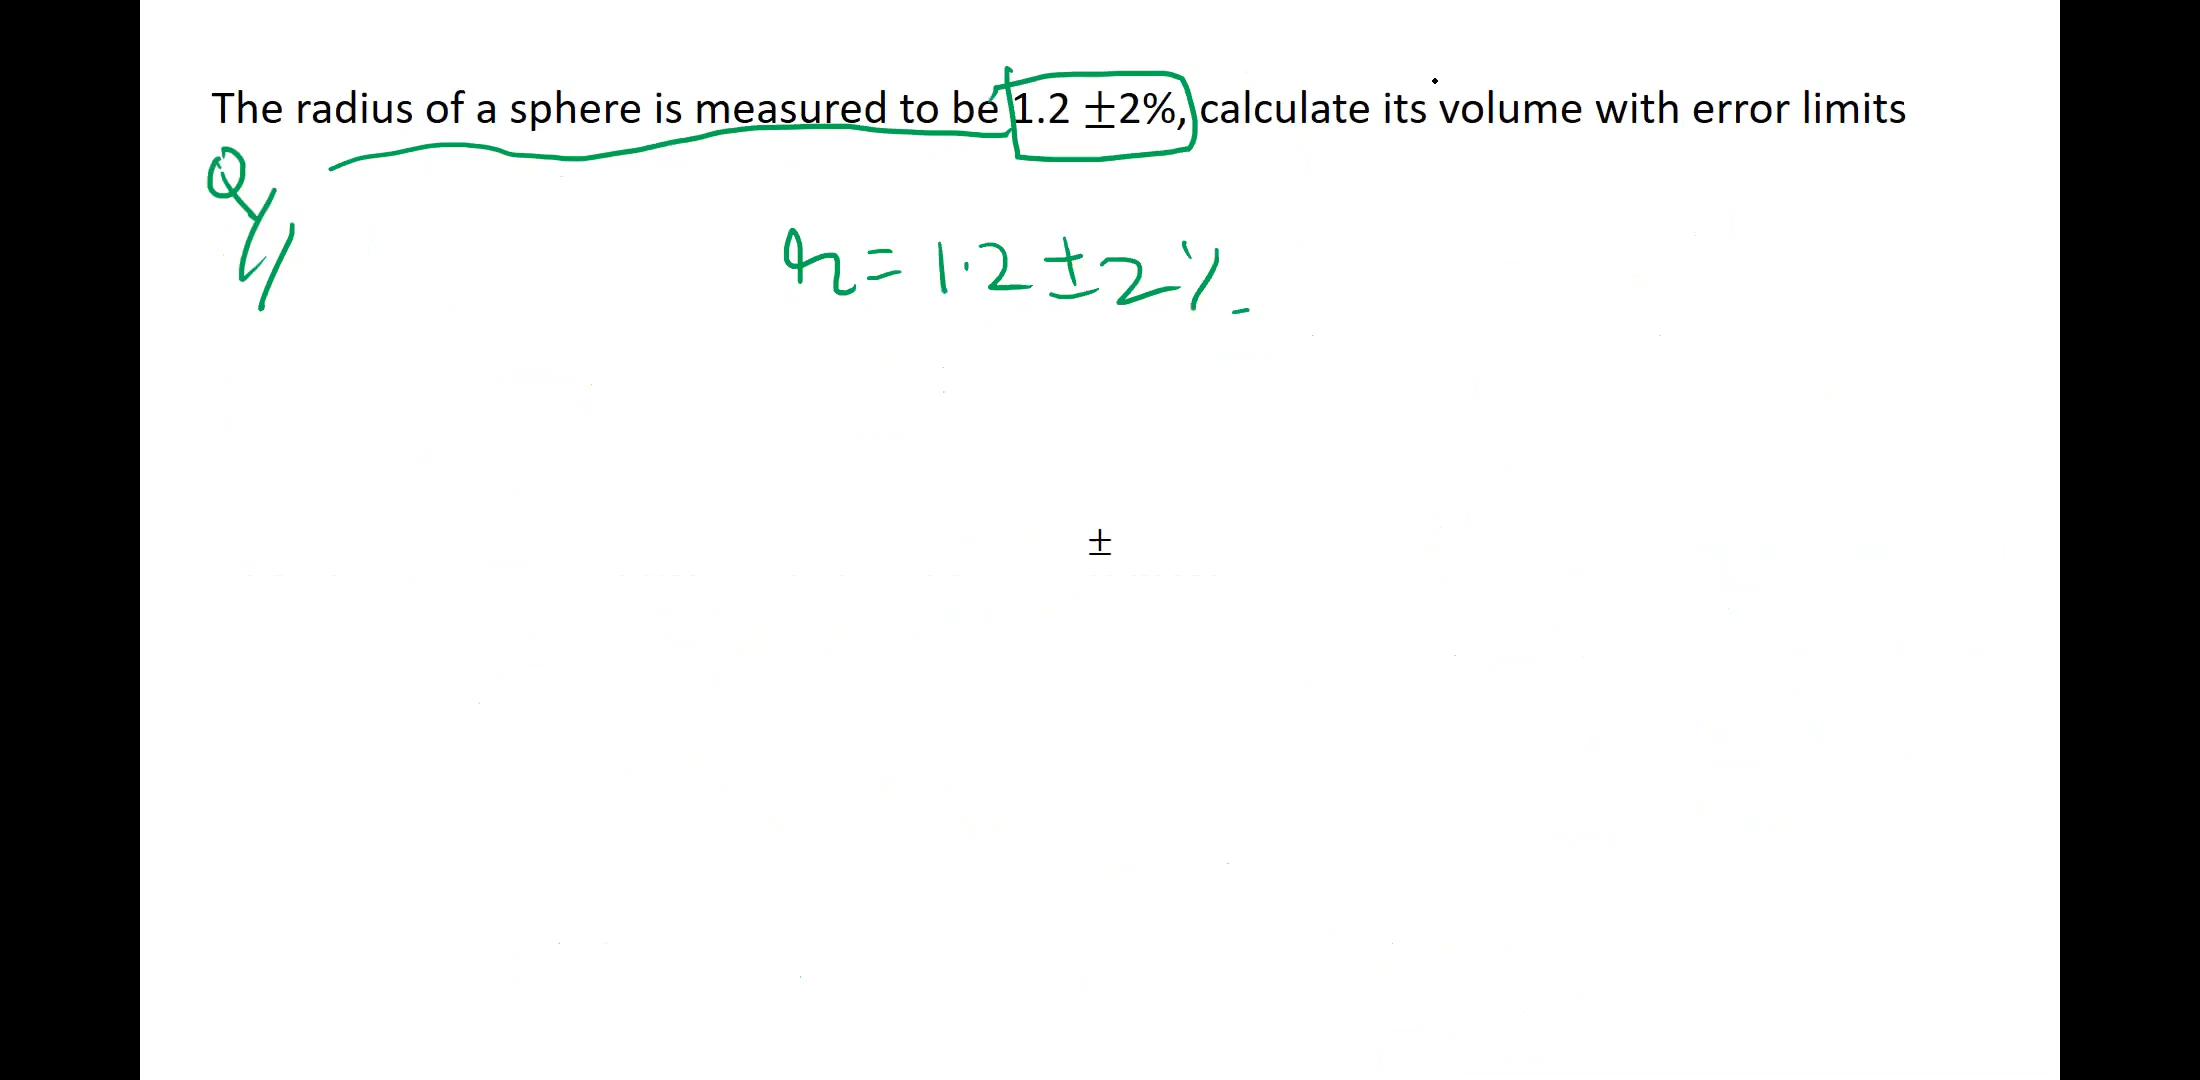 The radius of a sphere is measured to be 1.2 ±2%, calculate its volume with error limits
Q//
r = 1.2 ± 2%
±